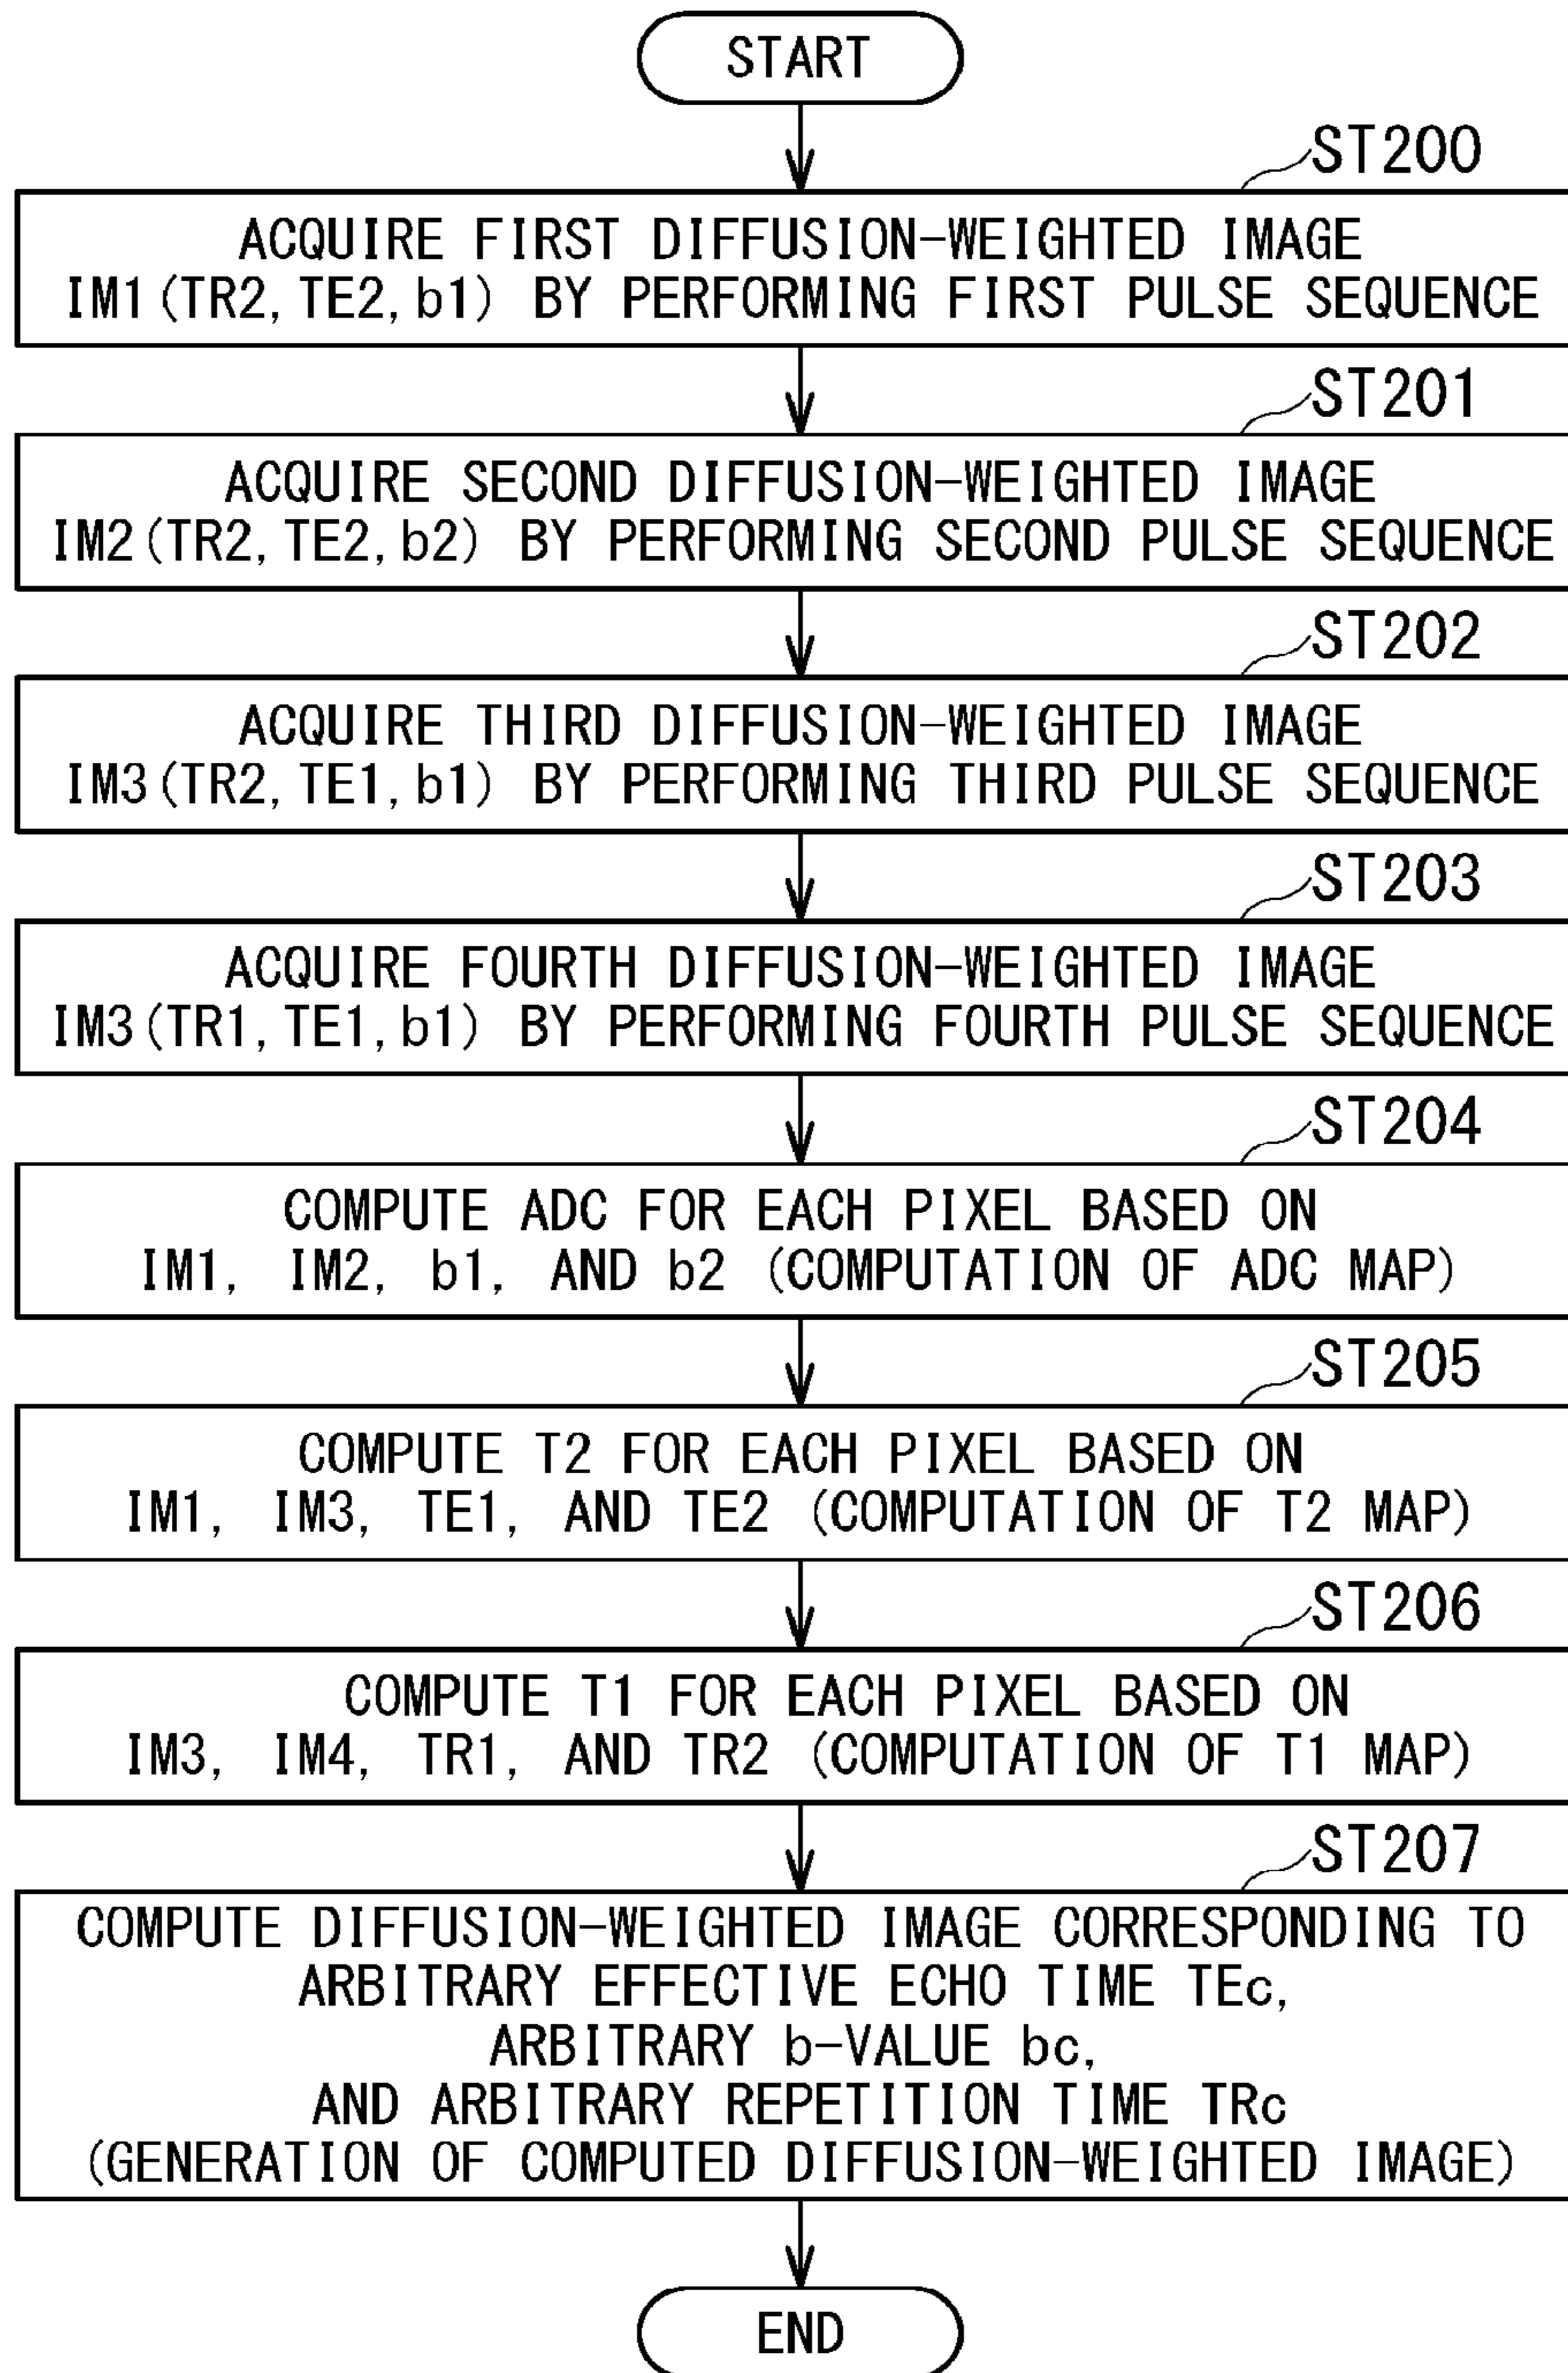 START
ST200
ACQUIRE FIRST DIFFUSION-WEIGHTED IMAGE
IM1(TR2, TE2, b1) BY PERFORMING FIRST PULSE SEQUENCE
ST201
ACQUIRE SECOND DIFFUSION-WEIGHTED IMAGE
IM2(TR2, TE2, b2) BY PERFORMING SECOND PULSE SEQUENCE
ST202
ACQUIRE THIRD DIFFUSION-WEIGHTED IMAGE
IM3(TR2, TE1, b1) BY PERFORMING THIRD PULSE SEQUENCE
ST203
ACQUIRE FOURTH DIFFUSION-WEIGHTED IMAGE
IM3(TR1, TE1, b1) BY PERFORMING FOURTH PULSE SEQUENCE
ST204
COMPUTE ADC FOR EACH PIXEL BASED ON
IM1, IM2, b1, AND b2 (COMPUTATION OF ADC MAP)
ST205
COMPUTE T2 FOR EACH PIXEL BASED ON
IM1, IM3, TE1, AND TE2 (COMPUTATION OF T2 MAP)
ST206
COMPUTE T1 FOR EACH PIXEL BASED ON
IM3, IM4, TR1, AND TR2 (COMPUTATION OF T1 MAP)
ST207
COMPUTE DIFFUSION-WEIGHTED IMAGE CORRESPONDING TO
ARBITRARY EFFECTIVE ECHO TIME TEc,
ARBITRARY b-VALUE bc,
AND ARBITRARY REPETITION TIME TRc
(GENERATION OF COMPUTED DIFFUSION-WEIGHTED IMAGE)
END